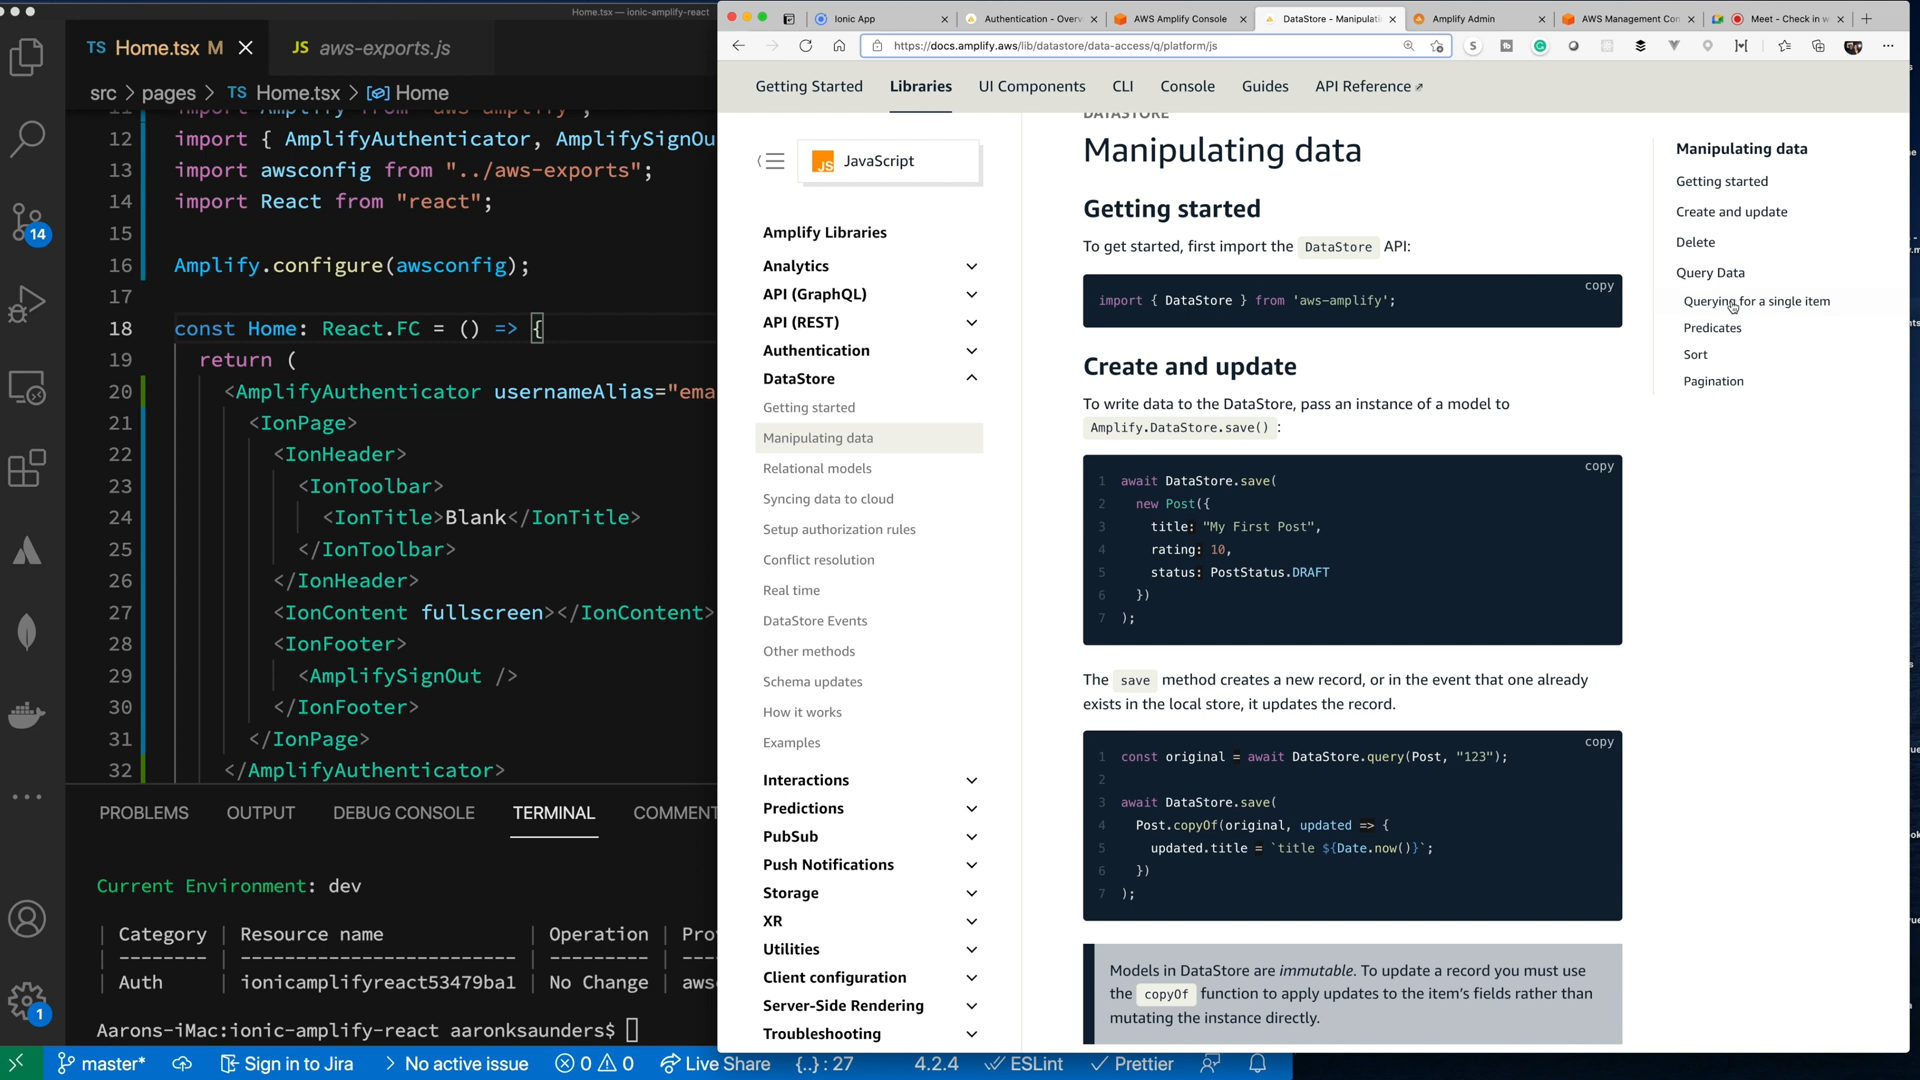 Home.tsx — ionic-amplify-react
TS Home.tsx M
JS aws-exports.js
src > pages > TS Home.tsx > Home
11 import Amplify from "aws-amplify";
12 import { AmplifyAuthenticator, AmplifySignOu
13 import awsconfig from "../aws-exports";
14 import React from "react";
15
16 Amplify.configure(awsconfig);
17
18 const Home: React.FC = () => {
19 return (
20 <AmplifyAuthenticator usernameAlias="ema
21 <IonPage>
22 <IonHeader>
23 <IonToolbar>
24 <IonTitle>Blank</IonTitle>
25 </IonToolbar>
26 </IonHeader>
27 <IonContent fullscreen></IonContent>
28 <IonFooter>
29 <AmplifySignOut />
30 </IonFooter>
31 </IonPage>
32 </AmplifyAuthenticator>
14
1
PROBLEMS OUTPUT DEBUG CONSOLE TERMINAL COMMENT
Current Environment: dev
| Category | Resource name | Operation | Pro
| -------- | ------------------------- | --------- | ---
| Auth | ionicamplifyreact53479ba1 | No Change | aws
Aarons-iMac:ionic-amplify-react aaronksaunders$
master* Sign in to Jira > No active issue 0 0 Live Share {..} : 27 4.2.4 ESLint Prettier
Ionic App
Authentication - Over
AWS Amplify Console
DataStore - Manipulati
Amplify Admin
AWS Management Con
Meet - Check in w
https://docs.amplify.aws/lib/datastore/data-access/q/platform/js
Getting Started Libraries UI Components CLI Console Guides API Reference
JS JavaScript
Amplify Libraries
Analytics
API (GraphQL)
API (REST)
Authentication
DataStore
Getting started
Manipulating data
Relational models
Syncing data to cloud
Setup authorization rules
Conflict resolution
Real time
DataStore Events
Other methods
Schema updates
How it works
Examples
Interactions
Predictions
PubSub
Push Notifications
Storage
XR
Utilities
Client configuration
Server-Side Rendering
Troubleshooting
DATASTORE
Manipulating data
Getting started
To get started, first import the DataStore API:
copy
import { DataStore } from 'aws-amplify';
Create and update
To write data to the DataStore, pass an instance of a model to
Amplify.DataStore.save() :
copy
1 await DataStore.save(
2 new Post({
3 title: "My First Post",
4 rating: 10,
5 status: PostStatus.DRAFT
6 })
7 );
The save method creates a new record, or in the event that one already
exists in the local store, it updates the record.
copy
1 const original = await DataStore.query(Post, "123");
2
3 await DataStore.save(
4 Post.copyOf(original, updated => {
5 updated.title = `title ${Date.now()}`;
6 })
7 );
Models in DataStore are immutable. To update a record you must use
the copyOf function to apply updates to the item's fields rather than
mutating the instance directly.
Manipulating data
Getting started
Create and update
Delete
Query Data
Querying for a single item
Predicates
Sort
Pagination